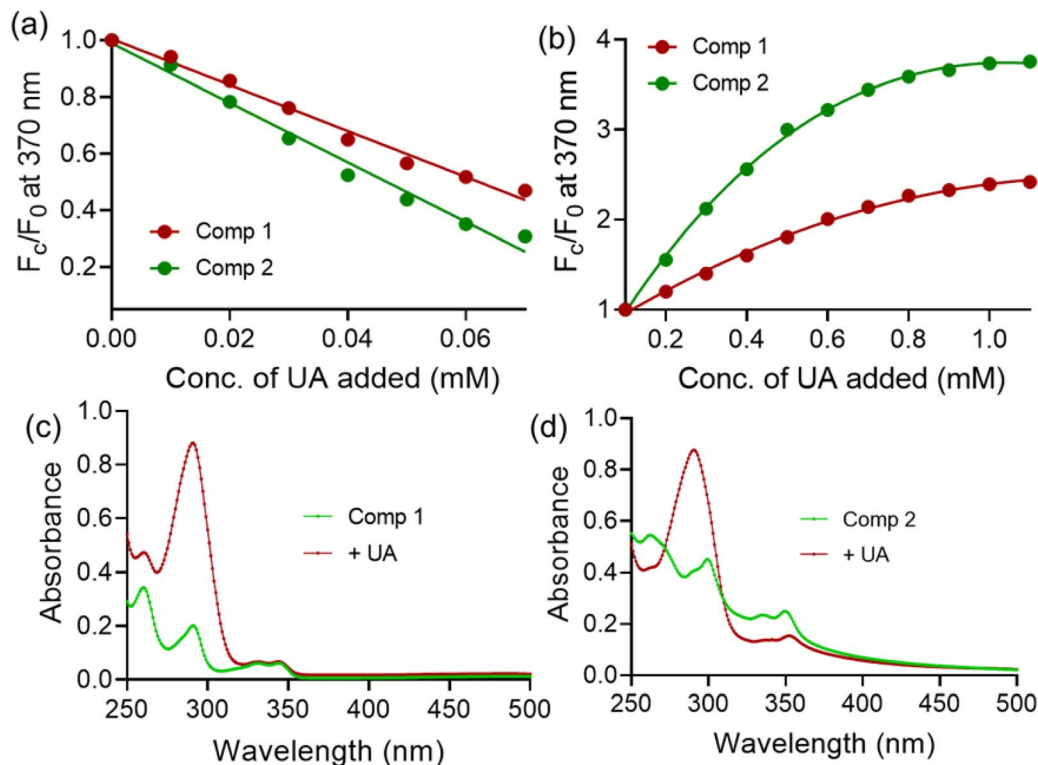 (a)
F_C/F_0 at 370 nm
1.0
0.8
0.6
0.4
0.2
Comp 1
Comp 2
0.00
0.02
0.04
0.06
Conc. of UA added (mM)
(b)
F_C/F_0 at 370 nm
4
3
2
1
Comp 1
Comp 2
0.2
0.4
0.6
0.8
1.0
Conc. of UA added (mM)
(c)
Absorbance
1.0
0.8
0.6
0.4
0.2
0.0
Comp 1
+ UA
250
300
350
400
450
500
Wavelength (nm)
(d)
Absorbance
1.0
0.8
0.6
0.4
0.2
0.0
Comp 2
+ UA
250
300
350
400
450
500
Wavelength (nm)